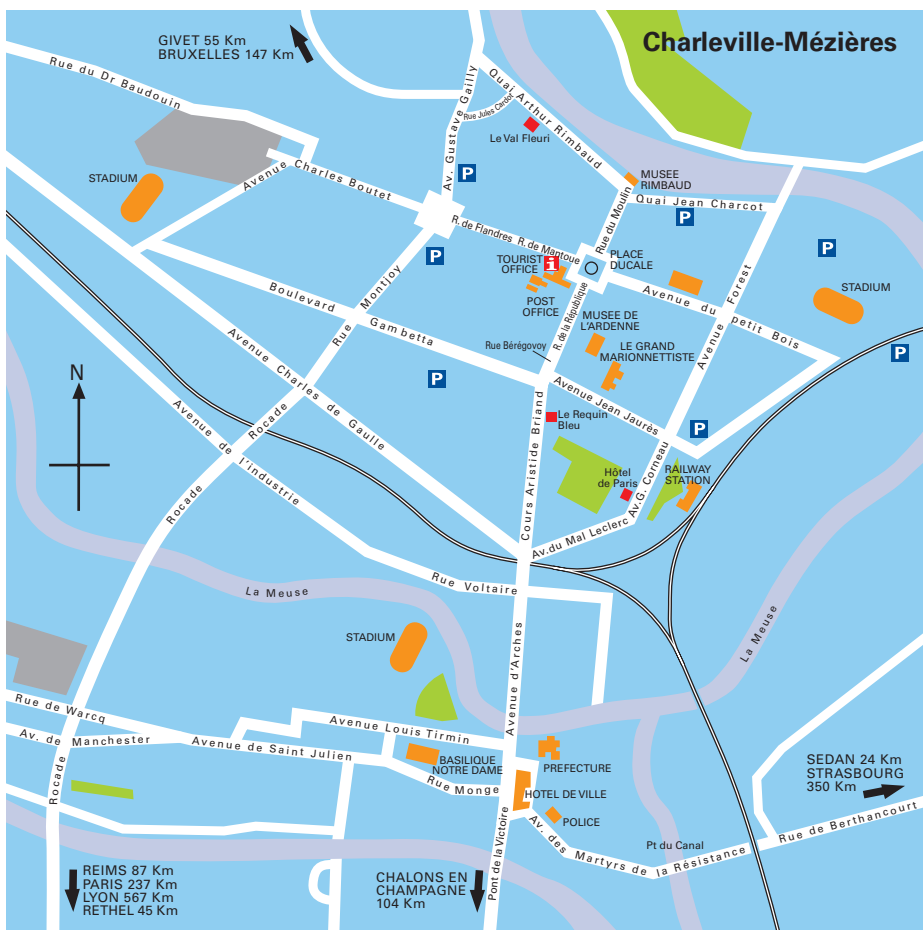 Charleville-Mézières
GIVET 55 Km
BRUXELLES 147 Km
Rue du Dr Baudouin
Av. Gustave Gailly
Rue Jules Cardot
Quai Arthur Rimbaud
Le Val Fleuri
STADIUM
Avenue Charles Boutet
P
MUSEE
RIMBAUD
Quai Jean Charcot
Rue du Moulin
P
R. de Flandres
R. de Mantoue
P
P
TOURIST
OFFICE
i
PLACE
DUCALE
POST
OFFICE
STADIUM
Avenue du petit Bois
Avenue Forest
Boulevard Gambetta
Rue Montjoy
R. de la République
MUSEE DE
L'ARDENNE
Rue Bérégovoy
LE GRAND
MARIONNETTISTE
P
P
N
Avenue Charles de Gaulle
Avenue de l'industrie
Avenue Jean Jaurès
Le Requin
Bleu
P
Rocade
Rocade
Cours Aristide Briand
Hôtel
de Paris
Av.G. Corneau
RAILWAY
STATION
Av.du Mal Leclerc
Rue Voltaire
La Meuse
La Meuse
STADIUM
Avenue d'Arches
Rue de Warcq
Av. de Manchester
Avenue de Saint Julien
Avenue Louis Tirmin
BASILIQUE
NOTRE DAME
PREFECTURE
Rue Monge
HOTEL DE VILLE
POLICE
SEDAN 24 Km
STRASBOURG
350 Km
Rocade
Pont de la Victoire
Av. des Martyrs de la Résistance
Pt du Canal
Rue de Berthancourt
REIMS 87 Km
PARIS 237 Km
LYON 567 Km
RETHEL 45 Km
CHALONS EN
CHAMPAGNE
104 Km